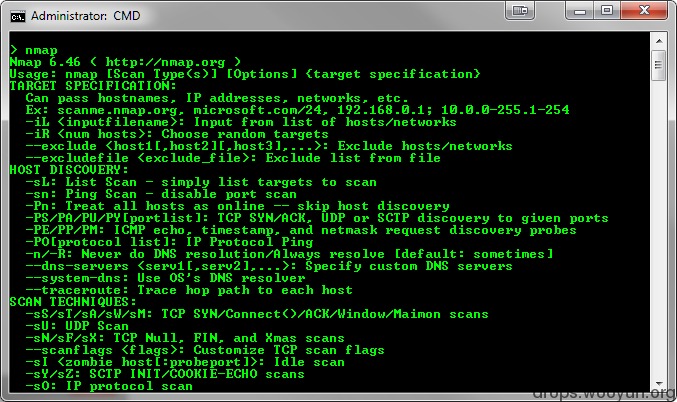 Administrator: CMD
> nmap
Nmap 6.46 ( http://nmap.org )
Usage: nmap [Scan Type(s)] [Options] {target specification}
TARGET SPECIFICATION:
  Can pass hostnames, IP addresses, networks, etc.
  Ex: scanme.nmap.org, microsoft.com/24, 192.168.0.1; 10.0.0-255.1-254
  -iL <inputfilename>: Input from list of hosts/networks
  -iR <num hosts>: Choose random targets
  --exclude <host1[,host2][,host3],...>: Exclude hosts/networks
  --excludefile <exclude_file>: Exclude list from file
HOST DISCOVERY:
  -sL: List Scan - simply list targets to scan
  -sn: Ping Scan - disable port scan
  -Pn: Treat all hosts as online -- skip host discovery
  -PS/PA/PU/PY[portlist]: TCP SYN/ACK, UDP or SCTP discovery to given ports
  -PE/PP/PM: ICMP echo, timestamp, and netmask request discovery probes
  -PO[protocol list]: IP Protocol Ping
  -n/-R: Never do DNS resolution/Always resolve [default: sometimes]
  --dns-servers <serv1[,serv2],...>: Specify custom DNS servers
  --system-dns: Use OS's DNS resolver
  --traceroute: Trace hop path to each host
SCAN TECHNIQUES:
  -sS/sT/sA/sW/sM: TCP SYN/Connect()/ACK/Window/Maimon scans
  -sU: UDP Scan
  -sN/sF/sX: TCP Null, FIN, and Xmas scans
  --scanflags <flags>: Customize TCP scan flags
  -sI <zombie host[:probeport]>: Idle scan
  -sY/sZ: SCTP INIT/COOKIE-ECHO scans
  -sO: IP protocol scan
drops.wooyun.org